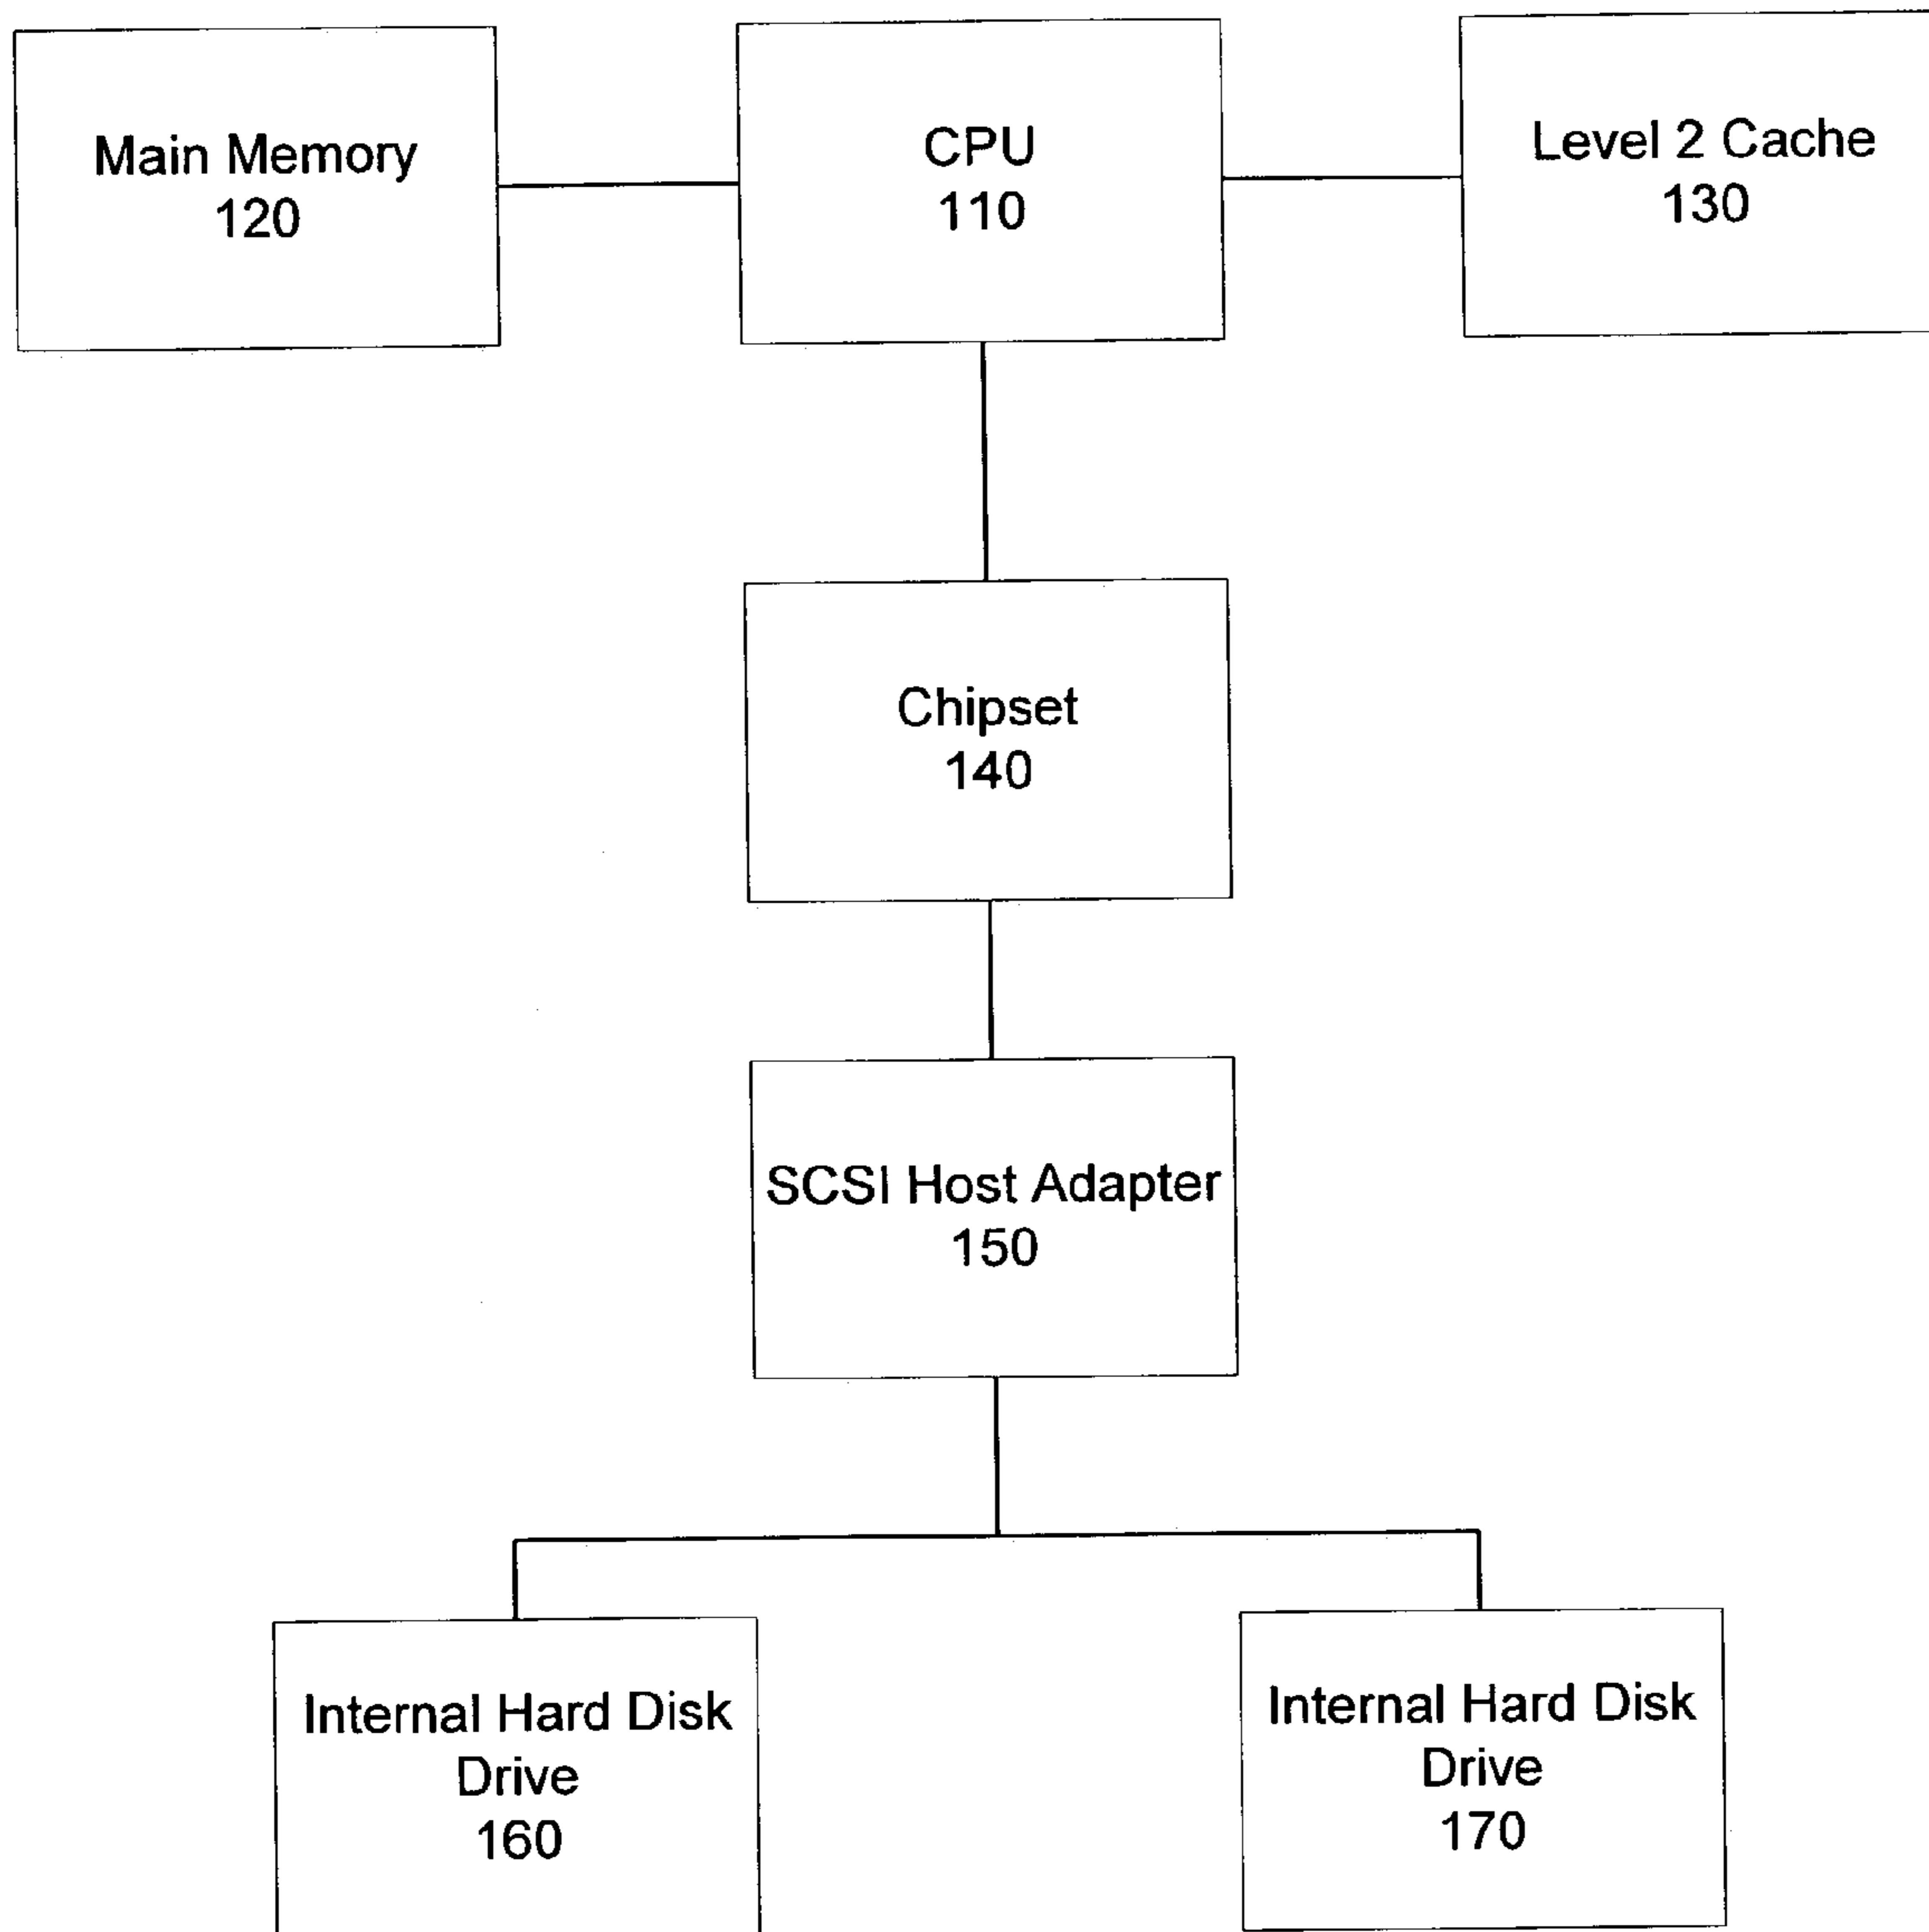 Main Memory
120
CPU
110
Level 2 Cache
130
Chipset
140
SCSI Host Adapter
150
Internal Hard Disk
Drive
160
Internal Hard Disk
Drive
170